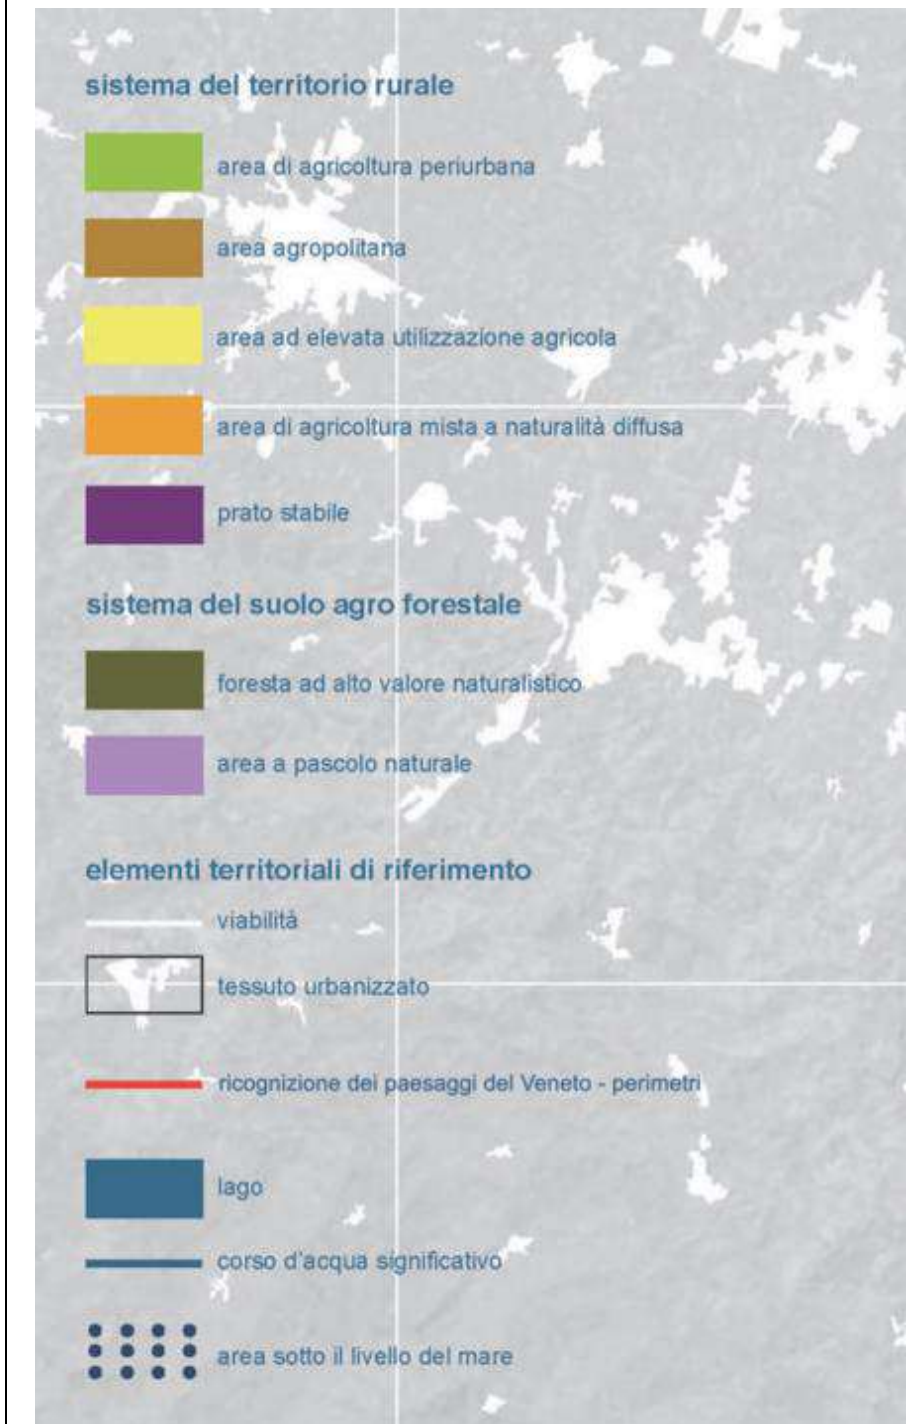 sistema del territorio rurale
area di agricoltura periurbana
area agropolitana
area ad elevata utilizzazione agricola
area di agricoltura mista a naturalità diffusa
prato stabile
sistema del suolo agro forestale
foresta ad alto valore naturalistico
area a pascolo naturale
elementi territoriali di riferimento
viabilità
tessuto urbanizzato
ricognizione dei paesaggi del Veneto - perimetri
lago
corso d'acqua significativo
area sotto il livello del mare